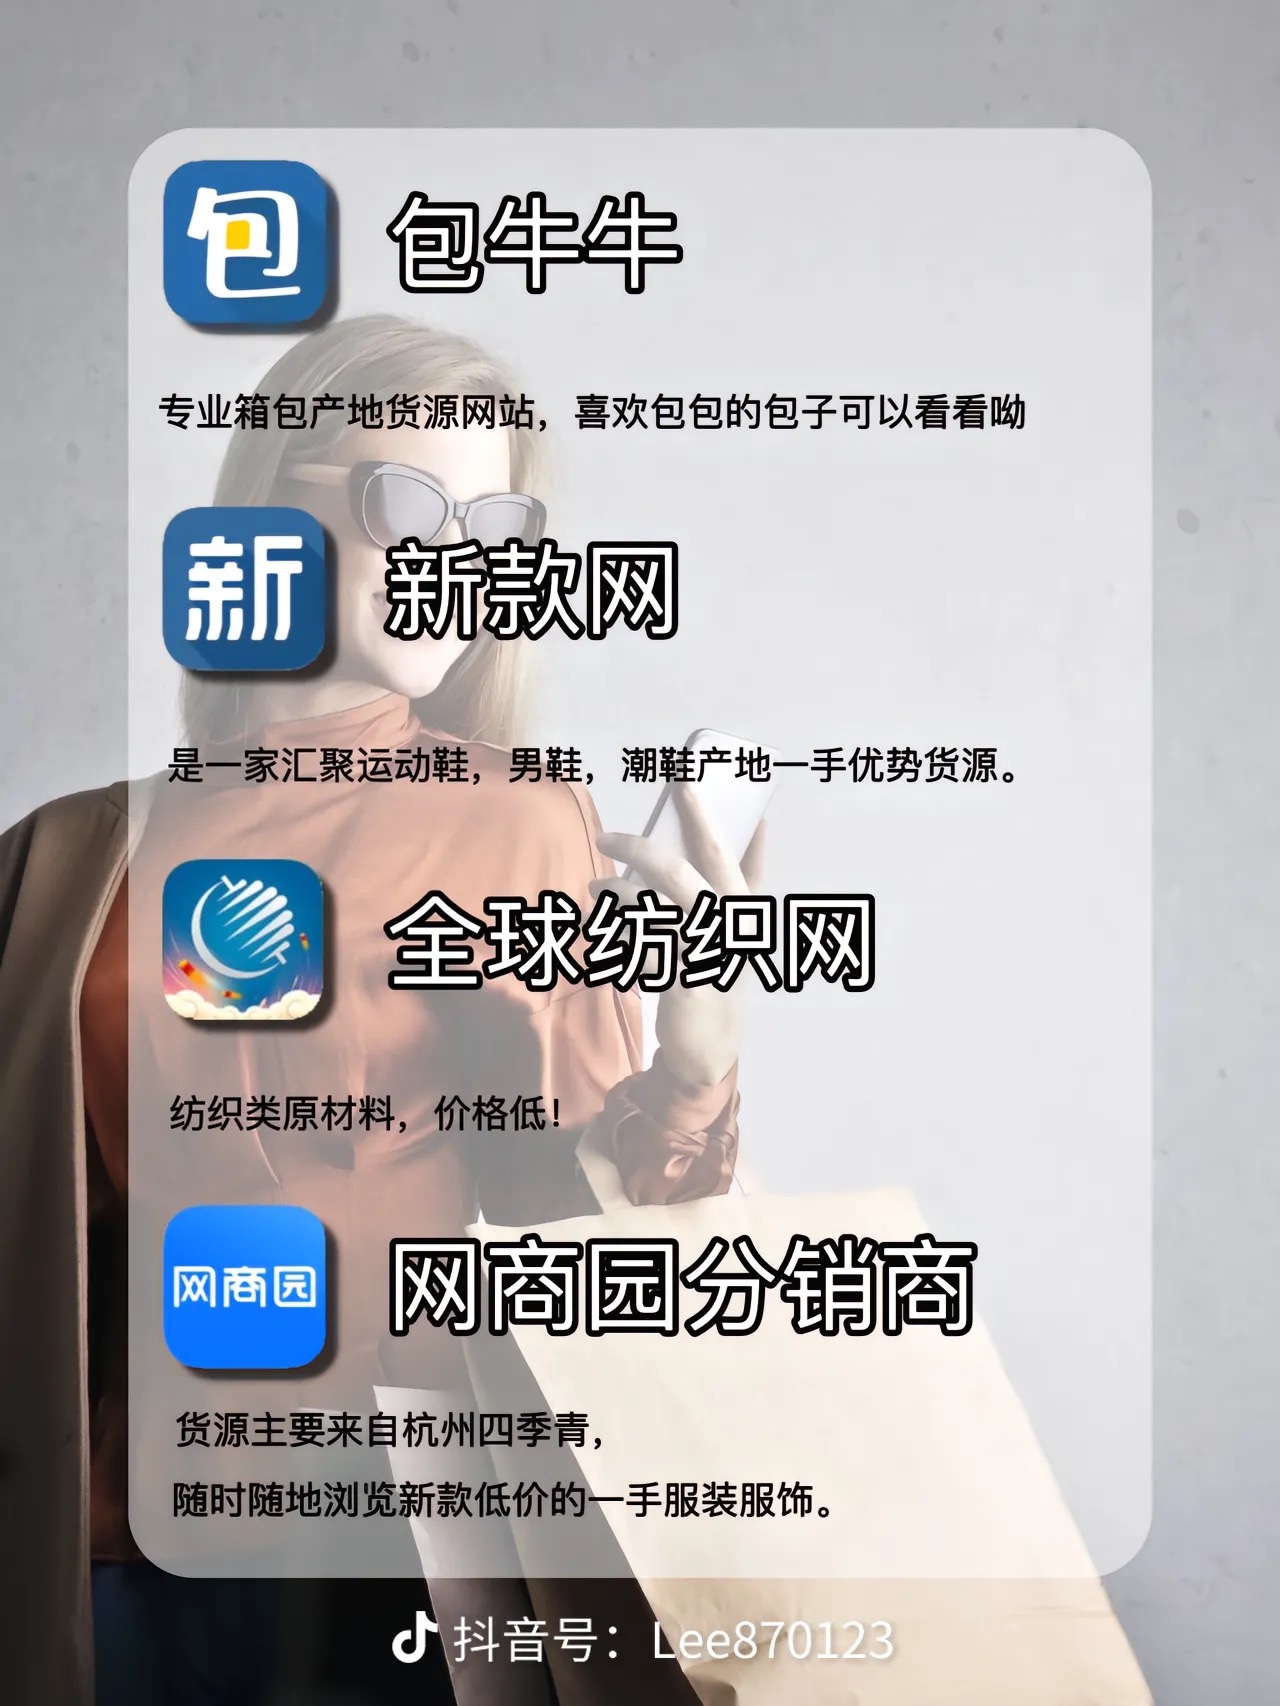 包
包牛牛
专业箱包产地货源网站，喜欢包包的包子可以看看呦
新
新款网
是一家汇聚运动鞋，男鞋，潮鞋产地一手优势货源。
全球纺织网
纺织类原材料，价格低！
网商园
网商园分销商
货源主要来自杭州四季青，
随时随地浏览新款低价的一手服装服饰。
抖音号：Lee870123